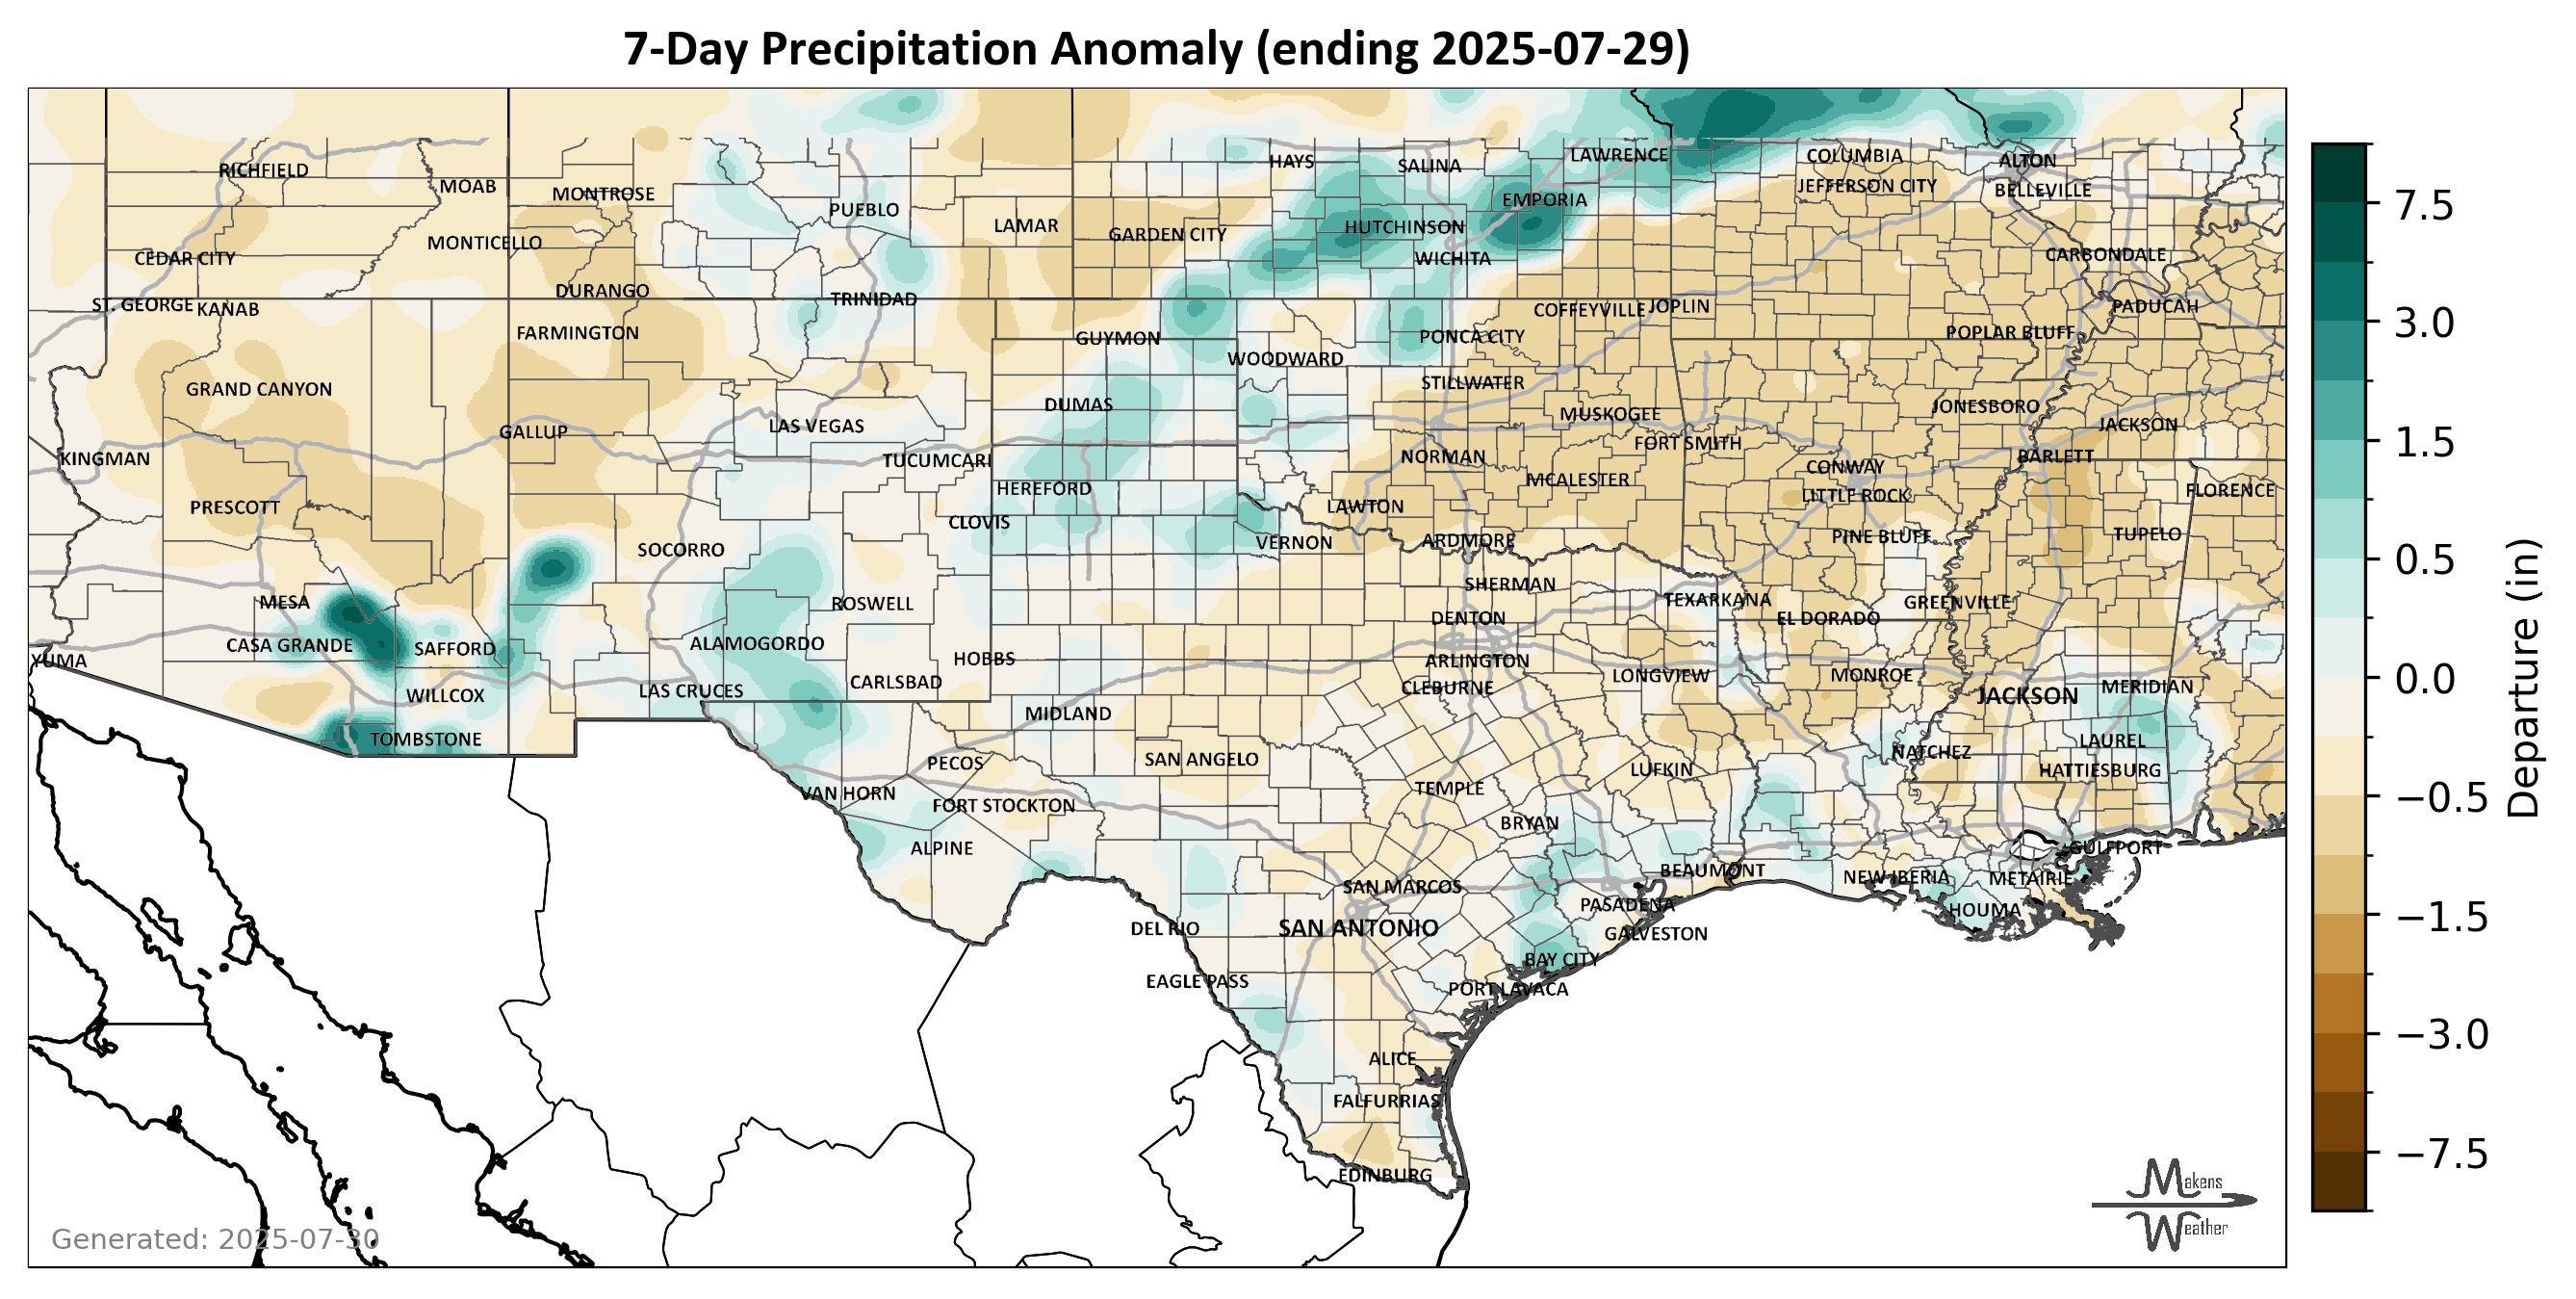 7-Day Precipitation Anomaly (ending 2025-07-29)
HAYS
SALINA
LAWRENCE
COLUMBIA
ALTON
RICHFIELD
MOAB
MONTROSE
JEFFERSON CITY
BELLEVILLE
PUEBLO
EMPORIA
LAMAR
GARDEN CITY
HUTCHINSON
MONTICELLO
CEDAR CITY
WICHITA
CARBONDALE
DURANGO
TRINIDAD
ST. GEORGE
KANAB
COFFEYVILLE
JOPLIN
PADUCAH
FARMINGTON
GUYMON
PONCA CITY
POPLAR BLUFF
WOODWARD
GRAND CANYON
STILLWATER
DUMAS
MUSKOGEE
JONESBORO
LAS VEGAS
JACKSON
GALLUP
FORT SMITH
KINGMAN
TUCUMCARI
NORMAN
CONWAY
BARLETT
HEREFORD
MCALESTER
LITTLE ROCK
FLORENCE
PRESCOTT
LAWTON
CLOVIS
PINE BLUFF
TUPELO
SOCORRO
VERNON
ARDMORE
SHERMAN
MESA
ROSWELL
TEXARKANA
GREENVILLE
DENTON
EL DORADO
CASA GRANDE
SAFFORD
ALAMOGORDO
YUMA
HOBBS
ARLINGTON
LONGVIEW
MONROE
WILLCOX
LAS CRUCES
CARLSBAD
CLEBURNE
JACKSON
MERIDIAN
MIDLAND
TOMBSTONE
LAUREL
NATCHEZ
PECOS
SAN ANGELO
LUFKIN
HATTIESBURG
VAN HORN
FORT STOCKTON
TEMPLE
BRYAN
ALPINE
GULFPORT
BEAUMONT
NEW IBERIA
METAIRIE
SAN MARCOS
PASADENA
HOUMA
DEL RIO
SAN ANTONIO
GALVESTON
BAY CITY
EAGLE PASS
PORT LAVACA
ALICE
FALFURRIAS
EDINBURG
7.5
3.0
1.5
0.5
0.0
−0.5
−1.5
−3.0
−7.5
Departure (in)
Makens
Weather
Generated: 2025-07-30